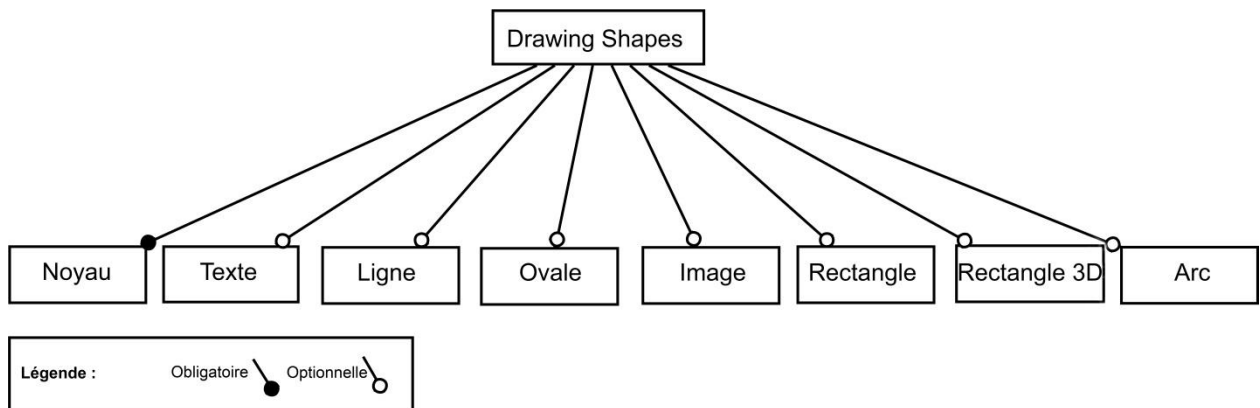 Drawing Shapes
Noyau
Texte
Ligne
Ovale
Image
Rectangle
Rectangle 3D
Arc
Légende :
Obligatoire
Optionnelle